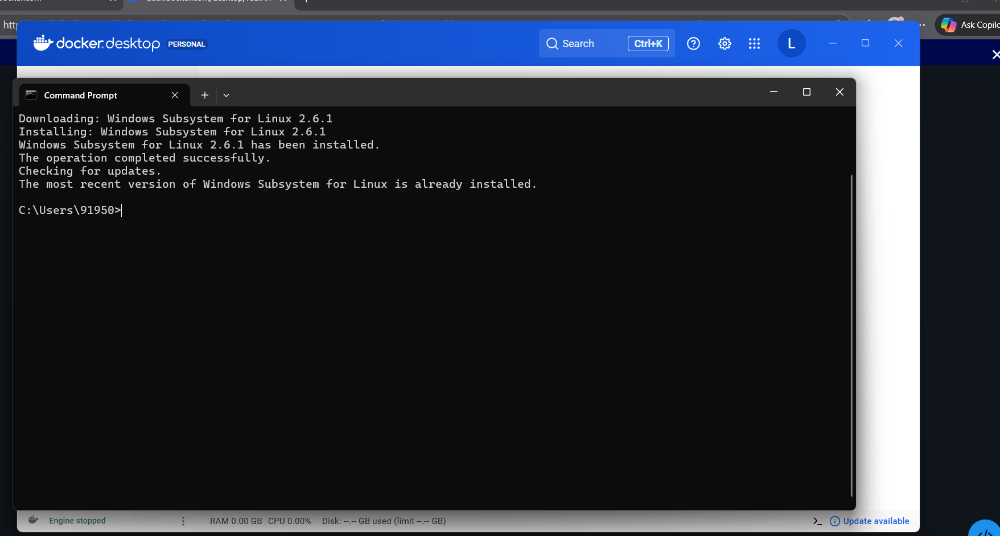 docker.desktop PERSONAL
Search Ctrl+K
L
Ask Copilo
Command Prompt
Downloading: Windows Subsystem for Linux 2.6.1
Installing: Windows Subsystem for Linux 2.6.1
Windows Subsystem for Linux 2.6.1 has been installed.
The operation completed successfully.
Checking for updates.
The most recent version of Windows Subsystem for Linux is already installed.
C:\Users\91950>
Engine stopped
RAM 0.00 GB CPU 0.00% Disk: --.-- GB used (limit --.-- GB)
Update available